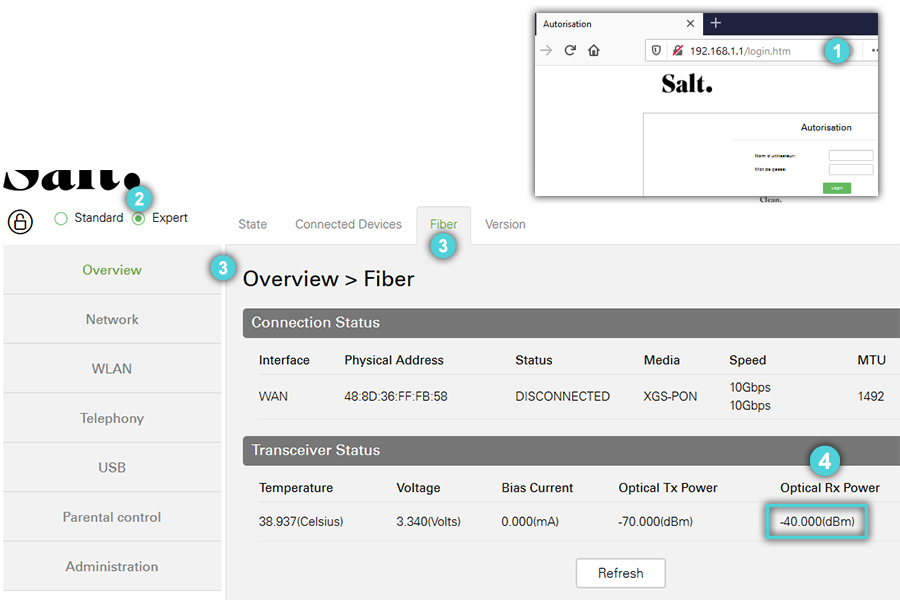 Autorisation
192.168.1.1/login.htm
1
Salt.
Autorisation
Nom d'utilisateur:
Mot de passe:
Login
Clean.
Salt.
2
Standard
Expert
State
Connected Devices
Fiber
Version
3
Overview
3
Network
WLAN
Telephony
USB
Parental control
Administration
Overview > Fiber
Connection Status
Interface Physical Address Status Media Speed MTU
WAN 48:8D:36:FF:FB:58 DISCONNECTED XGS-PON 10Gbps 1492
10Gbps
Transceiver Status
4
Temperature Voltage Bias Current Optical Tx Power Optical Rx Power
38.937(Celsius) 3.340(Volts) 0.000(mA) -70.000(dBm) -40.000(dBm)
Refresh